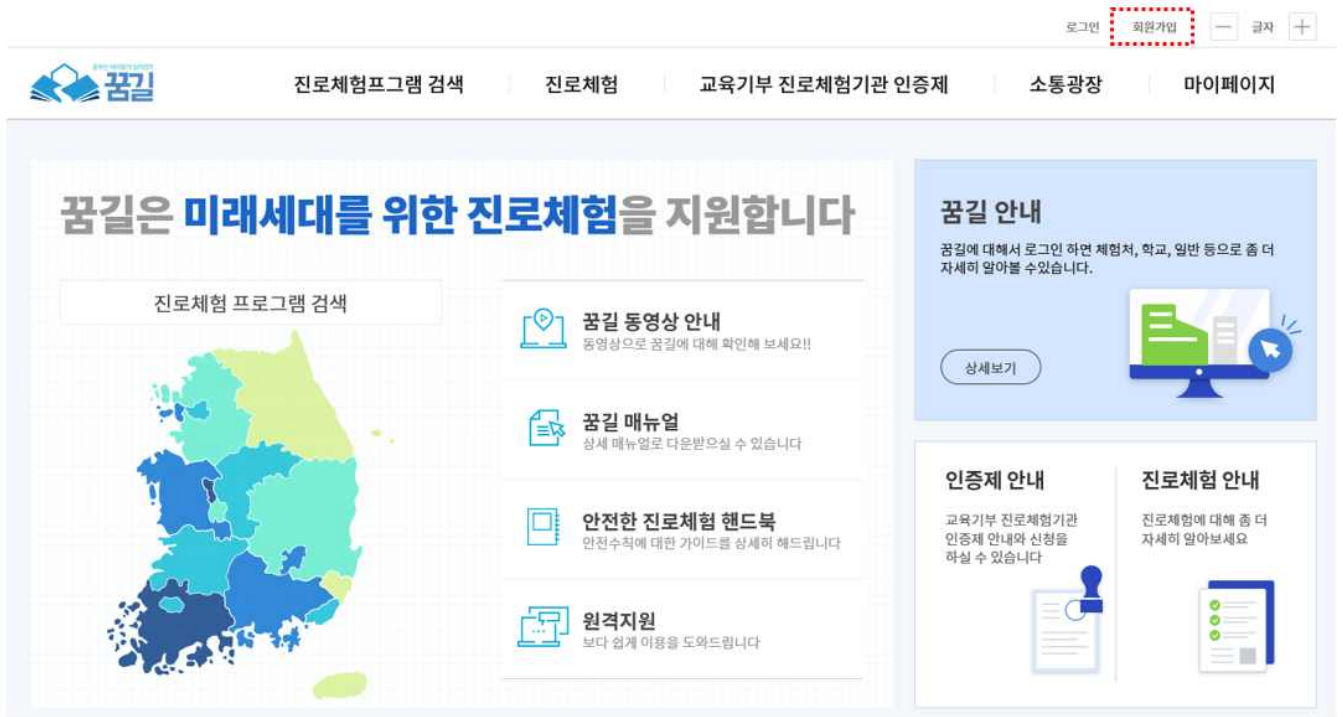 로그인 회원가입 — 글자 +
꿈길
진로체험프로그램 검색 진로체험 교육기부 진로체험기관 인증제 소통광장 마이페이지
꿈길은 미래세대를 위한 진로체험을 지원합니다
진로체험 프로그램 검색
꿈길 동영상 안내
동영상으로 꿈길에 대해 확인해 보세요!!
꿈길 매뉴얼
상세 매뉴얼로 다운받으실 수 있습니다
안전한 진로체험 핸드북
안전수칙에 대한 가이드를 상세히 해드립니다
원격지원
보다 쉽게 이용을 도와드립니다
꿈길 안내
꿈길에 대해서 로그인 하면 체험처, 학교, 일반 등으로 좀 더
자세히 알아볼 수있습니다.
상세보기
인증제 안내
교육기부 진로체험기관
인증제 안내와 신청을
하실 수 있습니다
진로체험 안내
진로체험에 대해 좀 더
자세히 알아보세요